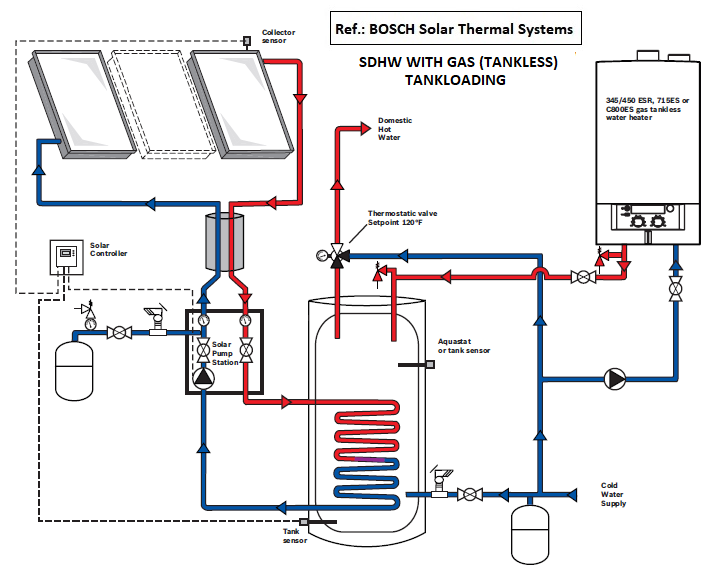 Ref.: BOSCH Solar Thermal Systems
SDHW WITH GAS (TANKLESS)
TANKLOADING
Collector
sensor
345/450 ESR, 715ES or
C800ES gas tankless
water heater
Domestic
Hot
Water
Thermostatic valve
Setpoint 120°F
Solar
Controller
Solar
Pump
Station
Aquastat
or tank sensor
Cold
Water
Supply
Tank
sensor